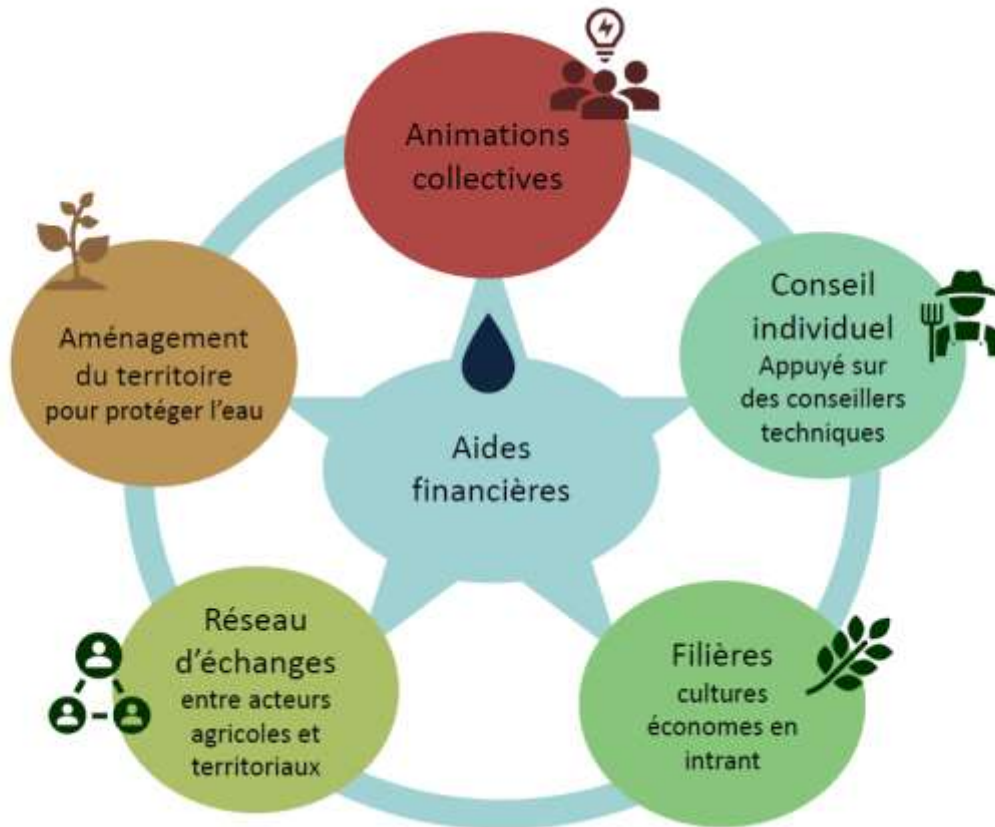 Animations
collectives
Conseil
individuel
Appuyé sur
des conseillers
techniques
Aménagement
du territoire
pour protéger l'eau
Aides
financières
Réseau
d'échanges
entre acteurs
agricoles et
territoriaux
Filières
cultures
économes en
intrant